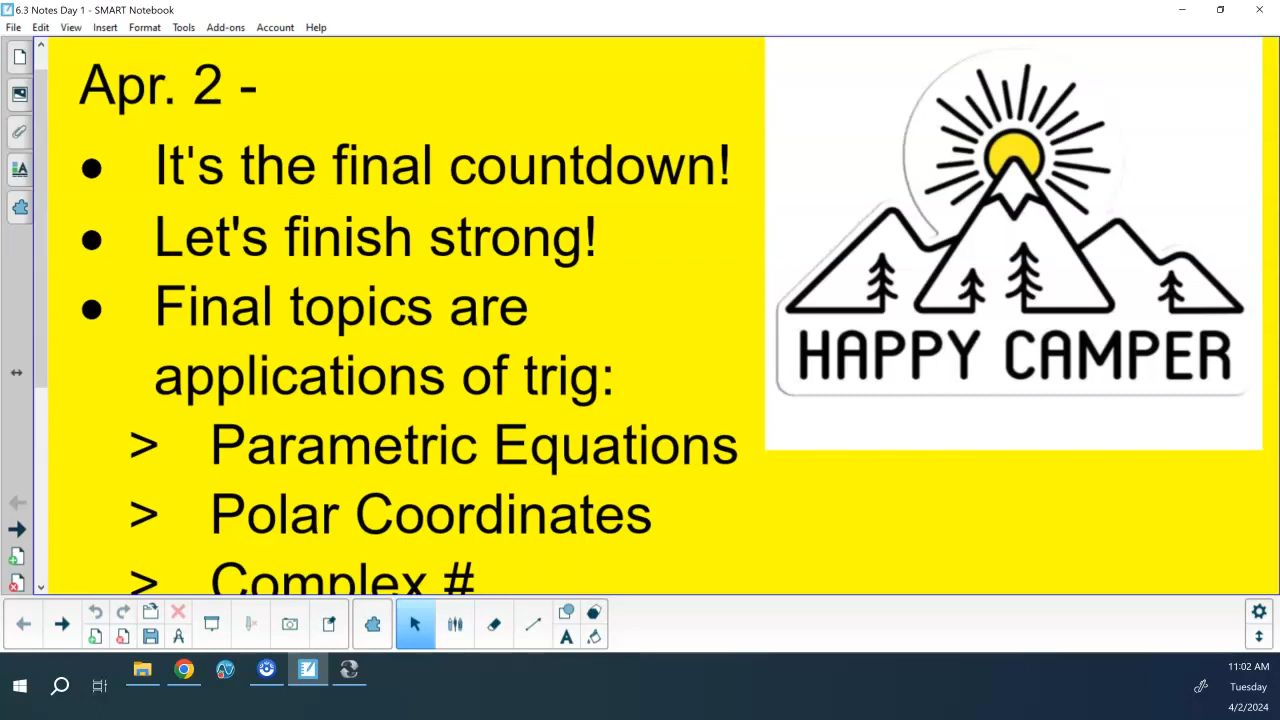 6.3 Notes Day 1 - SMART Notebook
File Edit View Insert Format Tools Add-ons Account Help
Apr. 2 -
● It's the final countdown!
● Let's finish strong!
● Final topics are
applications of trig:
> Parametric Equations
> Polar Coordinates
> Complex #
HAPPY CAMPER
11:02 AM
Tuesday
4/2/2024